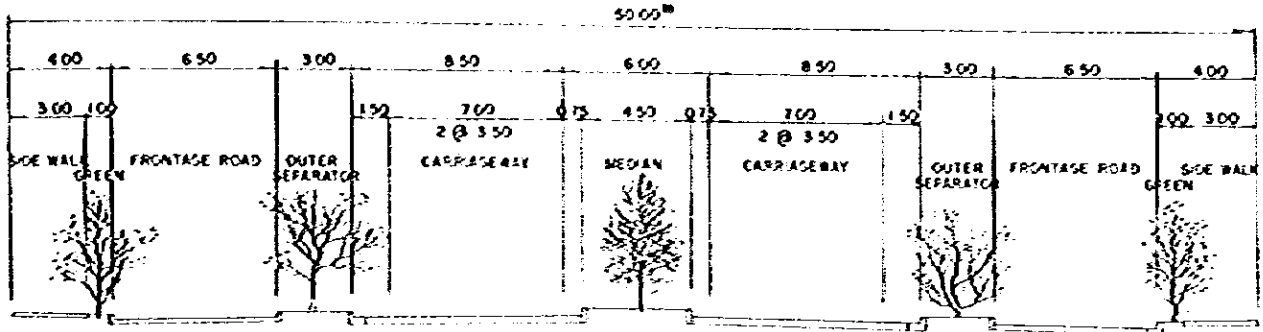 50 00 m
4 00 6 50 3 00 8 50 6 00 8 50 3 00 6 50 4 00
3 00 1 00 1 50 7 00 0 75 4 50 0 75 7 00 1 50 1 00 3 00
2 @ 3 50 2 @ 3 50
SIDE WALK FRONTAGE ROAD OUTER CARRIAGEWAY MEDIAN CARRIAGEWAY OUTER FRONTAGE ROAD SIDE WALK
GREEN SEPARATOR SEPARATOR GREEN